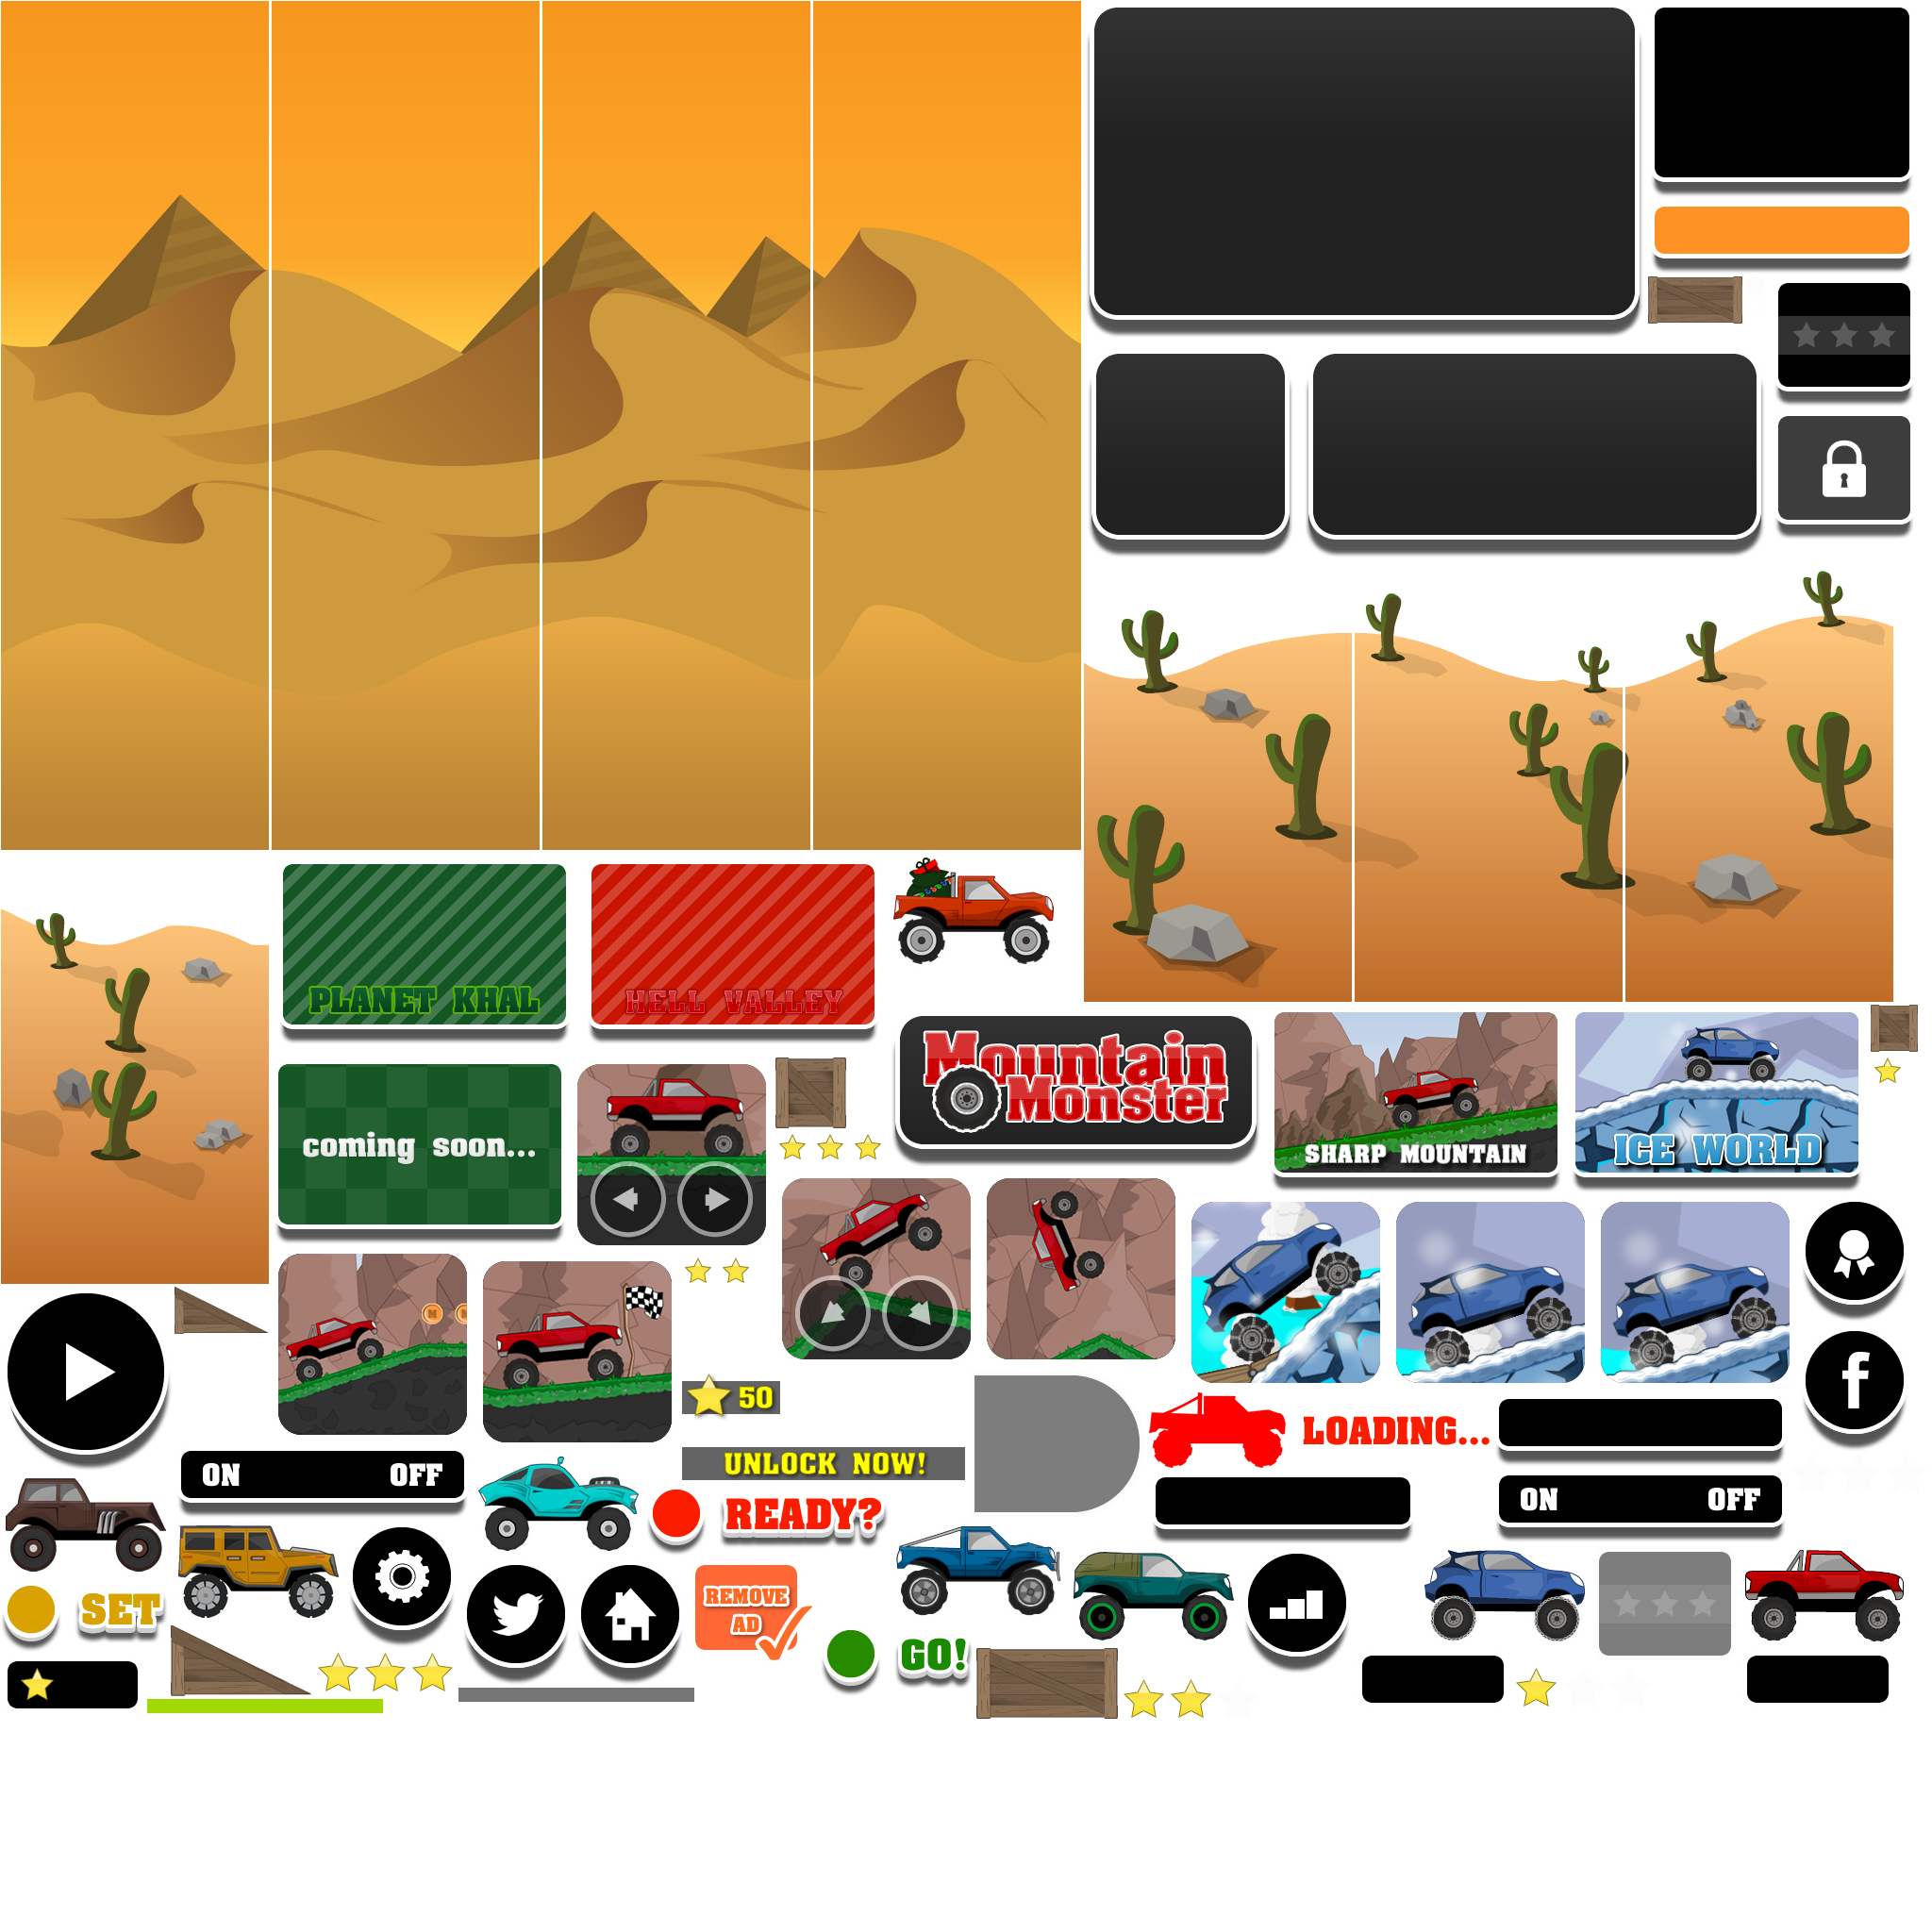 PLANET KHAL
HELL VALLEY
Mountain
Monster
SHARP MOUNTAIN
ICE WORLD
coming soon...
50
UNLOCK NOW!
LOADING...
ON OFF
ON OFF
READY?
SET
REMOVE
AD
GO!